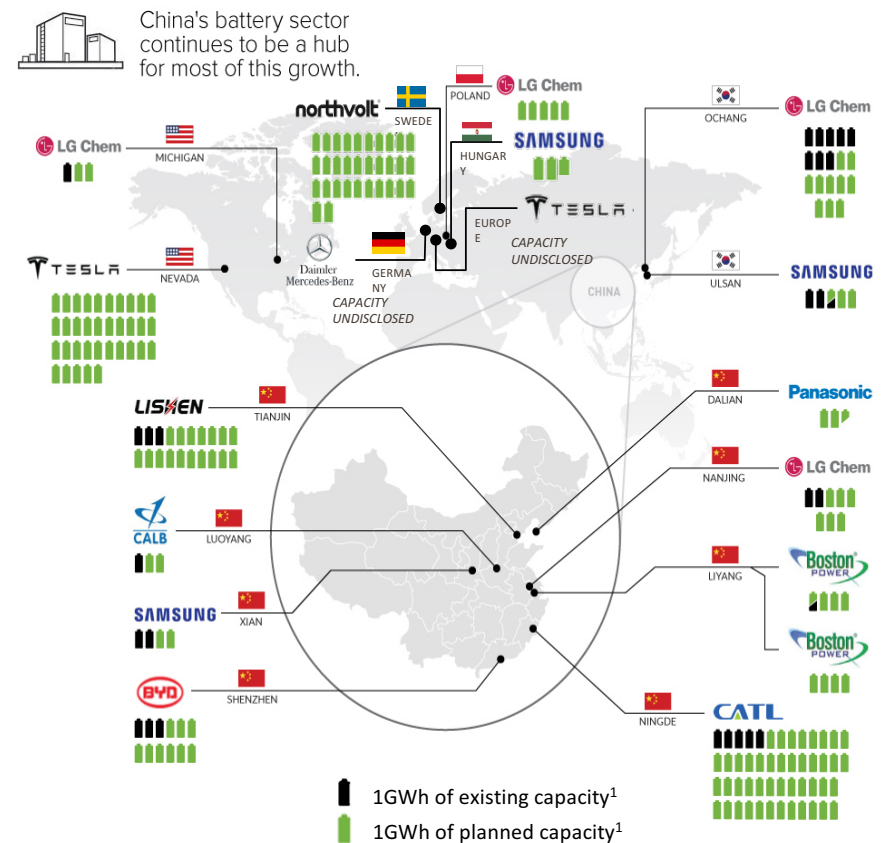 China's battery sector
continues to be a hub
for most of this growth.
northvolt
SWEDE
POLAND
LG Chem
HUNGAR
Y
SAMSUNG
OCHANG
LG Chem
LG Chem
MICHIGAN
EUROP
E
TESLA
CAPACITY
UNDISCLOSED
TESLA
NEVADA
Daimler
Mercedes-Benz
GERMA
NY
CAPACITY
UNDISCLOSED
ULSAN
SAMSUNG
CHINA
LISHEN
TIANJIN
DALIAN
Panasonic
NANJING
LG Chem
CALB
LUOYANG
LIYANG
Boston
POWER
SAMSUNG
XIAN
Boston
POWER
BYD
SHENZHEN
NINGDE
CATL
1GWh of existing capacity1
1GWh of planned capacity1